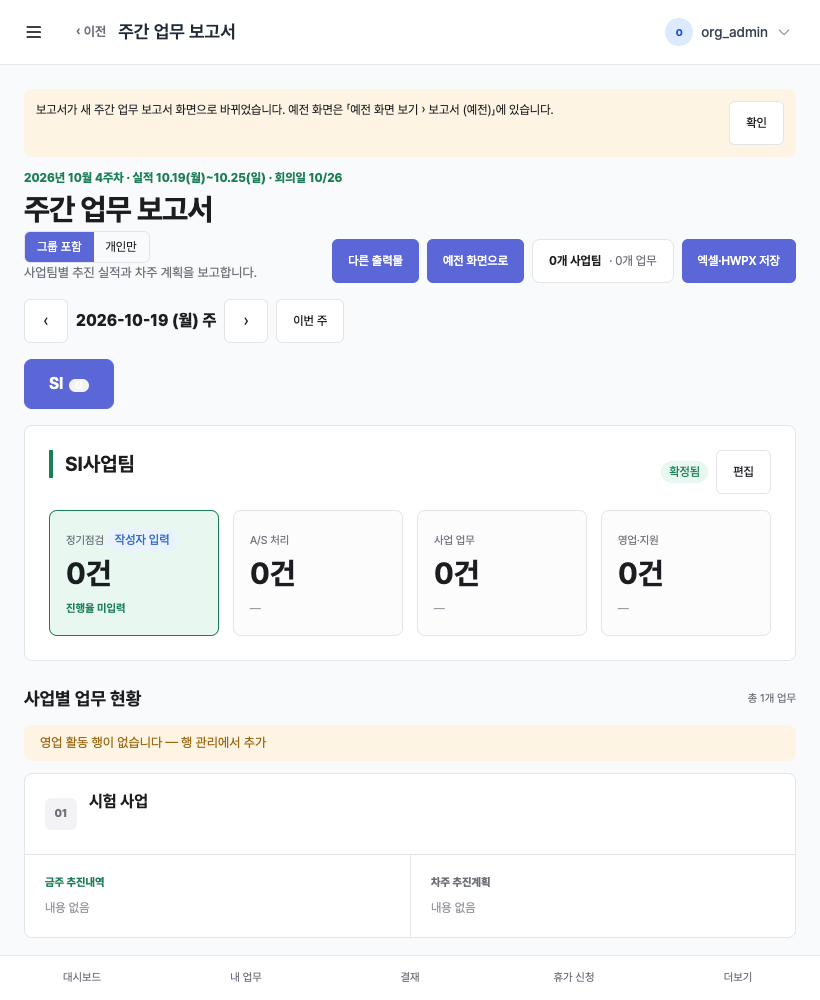 ‹ 이전 주간 업무 보고서
o org_admin
보고서가 새 주간 업무 보고서 화면으로 바뀌었습니다. 예전 화면은 「예전 화면 보기 › 보고서 (예전)」에 있습니다.
확인
2026년 10월 4주차 · 실적 10.19(월)~10.25(일) · 회의일 10/26
주간 업무 보고서
그룹 포함 개인만
사업팀별 추진 실적과 차주 계획을 보고합니다.
다른 출력물 예전 화면으로 0개 사업팀 · 0개 업무 엑셀·HWPX 저장
‹ 2026-10-19 (월) 주 › 이번 주
SI
SI사업팀
확정됨 편집
정기점검 작성자 입력
0건
진행율 미입력
A/S 처리
0건
—
사업 업무
0건
—
영업·지원
0건
—
사업별 업무 현황
총 1개 업무
영업 활동 행이 없습니다 — 행 관리에서 추가
01 시험 사업
금주 추진내역
내용 없음
차주 추진계획
내용 없음
대시보드 내 업무 결재 휴가 신청 더보기